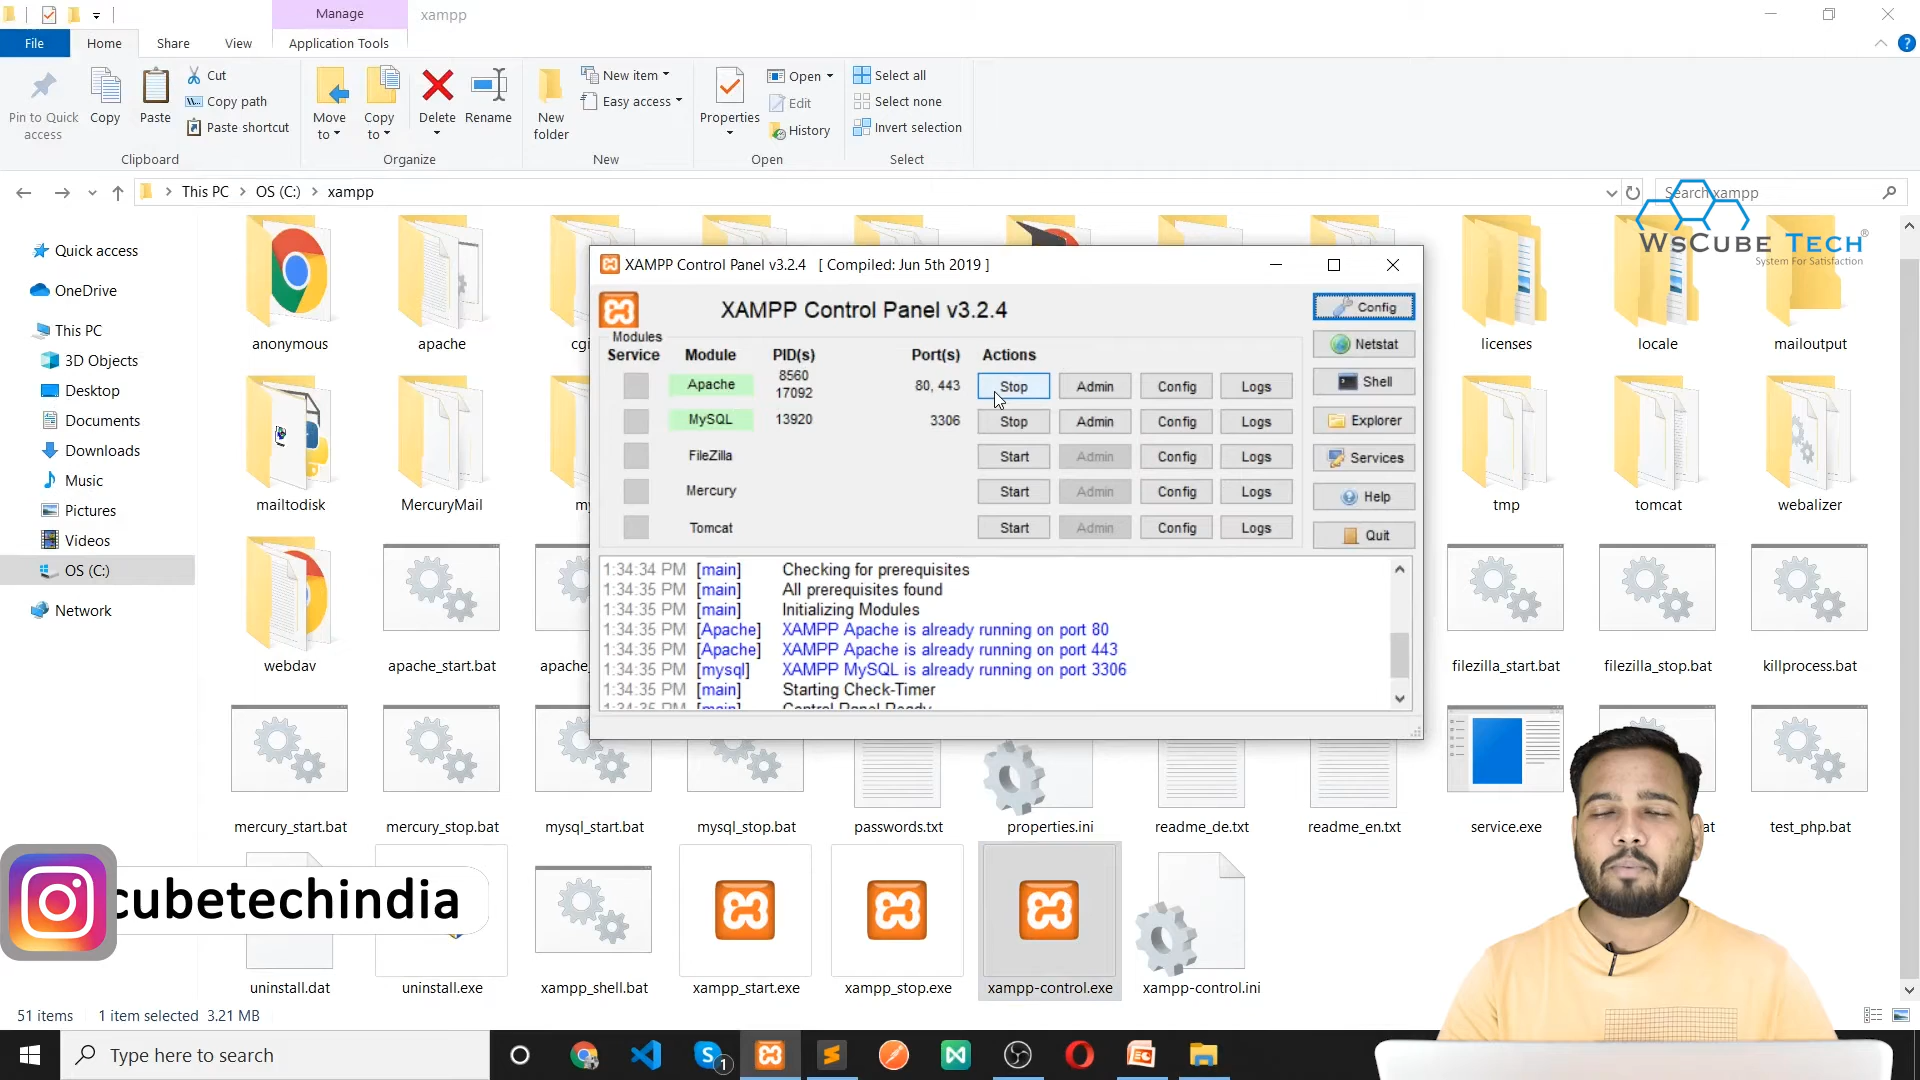 Manage
xampp
File
Home
Share
View
Application Tools
Pin to Quick access
Copy
Paste
Cut
Copy path
Paste shortcut
Clipboard
Move to
Copy to
Delete
Rename
Organize
New folder
New item
Easy access
New
Properties
Open
Edit
History
Open
Select all
Select none
Invert selection
Select
This PC
OS (C:)
xampp
Search xampp
WsCube Tech®
System For Satisfaction
Quick access
OneDrive
This PC
3D Objects
Desktop
Documents
Downloads
Music
Pictures
Videos
OS (C:)
Network
anonymous
apache
licenses
locale
mailoutput
mailtodisk
MercuryMail
tmp
tomcat
webalizer
webdav
apache_start.bat
filezilla_start.bat
filezilla_stop.bat
killprocess.bat
mercury_start.bat
mercury_stop.bat
mysql_start.bat
mysql_stop.bat
passwords.txt
properties.ini
readme_de.txt
readme_en.txt
service.exe
test_php.bat
uninstall.dat
uninstall.exe
xampp_shell.bat
xampp_start.exe
xampp_stop.exe
xampp-control.exe
xampp-control.ini
XAMPP Control Panel v3.2.4 [ Compiled: Jun 5th 2019 ]
XAMPP Control Panel v3.2.4
Modules
Service Module PID(s) Port(s) Actions
Apache 8560 17092 80, 443 Stop Admin Config Logs
MySQL 13920 3306 Stop Admin Config Logs
FileZilla Start Admin Config Logs
Mercury Start Admin Config Logs
Tomcat Start Admin Config Logs
Config
Netstat
Shell
Explorer
Services
Help
Quit
1:34:34 PM [main] Checking for prerequisites
1:34:35 PM [main] All prerequisites found
1:34:35 PM [main] Initializing Modules
1:34:35 PM [Apache] XAMPP Apache is already running on port 80
1:34:35 PM [Apache] XAMPP Apache is already running on port 443
1:34:35 PM [mysql] XAMPP MySQL is already running on port 3306
1:34:35 PM [main] Starting Check-Timer
1:34:35 PM [main] Control Panel Ready
cubetechindia
51 items 1 item selected 3.21 MB
Type here to search
1